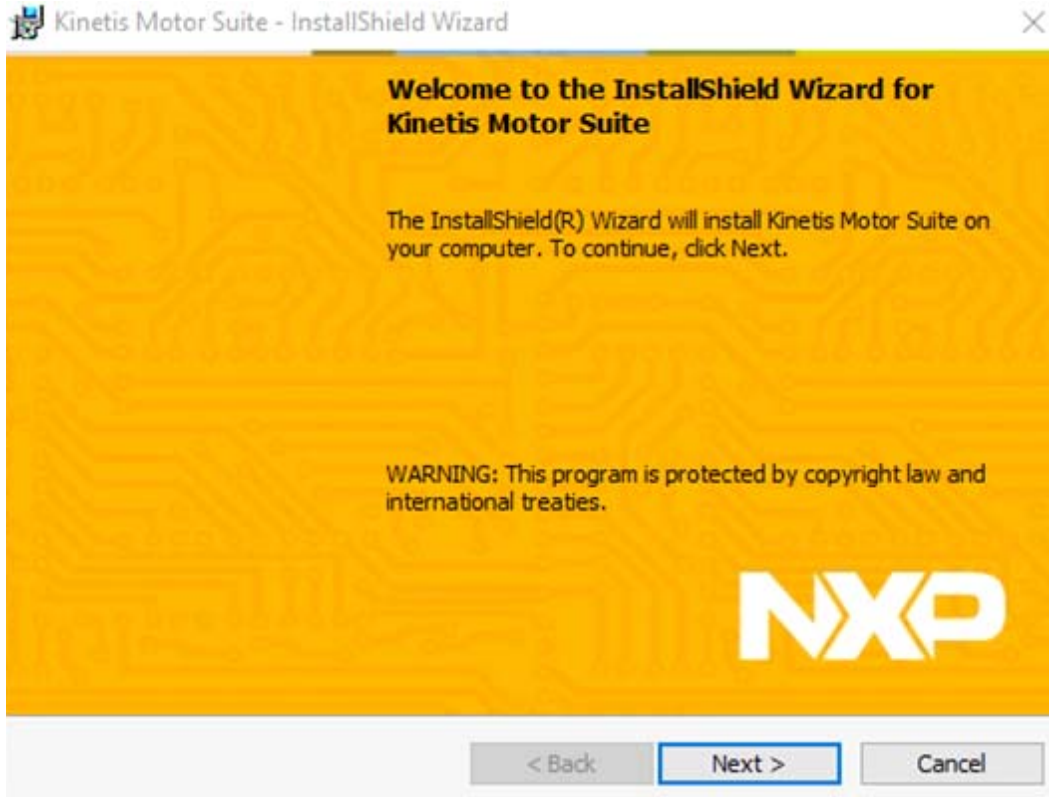 Kinetis Motor Suite - InstallShield Wizard
Welcome to the InstallShield Wizard for
Kinetis Motor Suite
The InstallShield(R) Wizard will install Kinetis Motor Suite on
your computer. To continue, click Next.
WARNING: This program is protected by copyright law and
international treaties.
NXP
< Back Next > Cancel